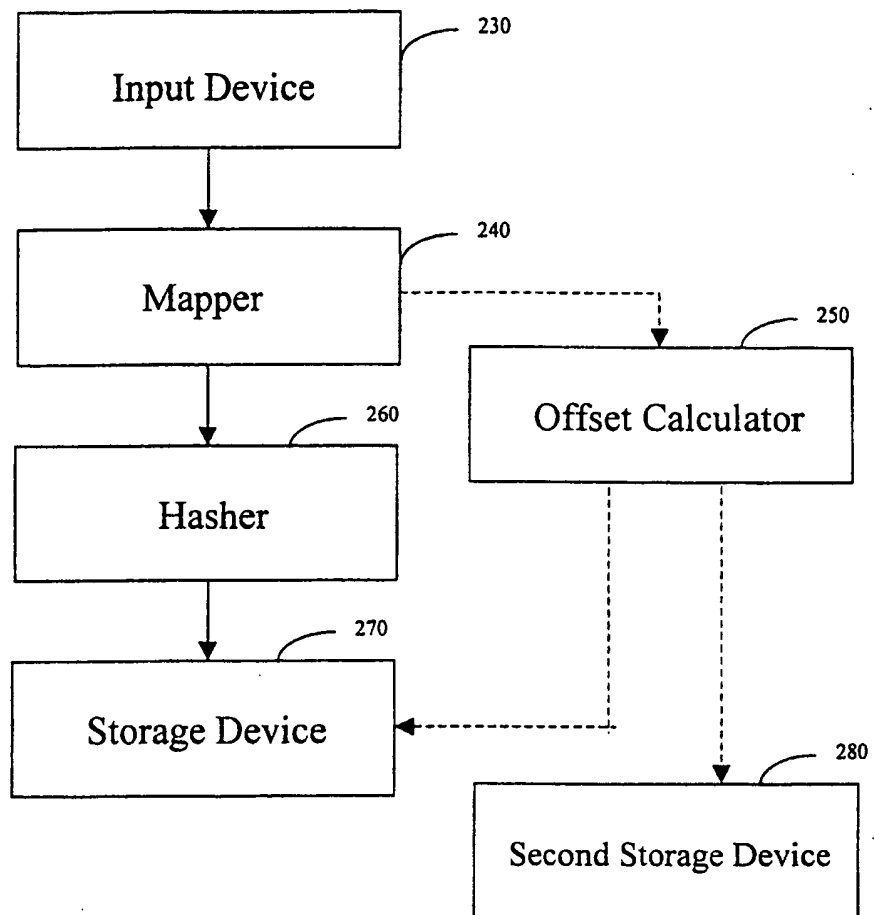 230
Input Device
240
Mapper
250
Offset Calculator
260
Hasher
270
Storage Device
280
Second Storage Device